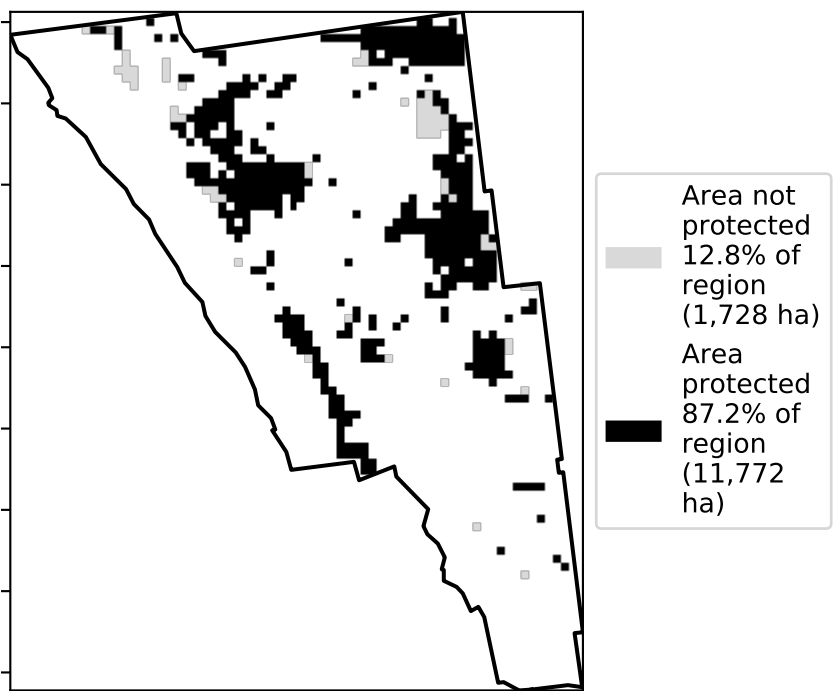 Area not
protected
12.8% of
region
(1,728 ha)
Area
protected
87.2% of
region
(11,772
ha)